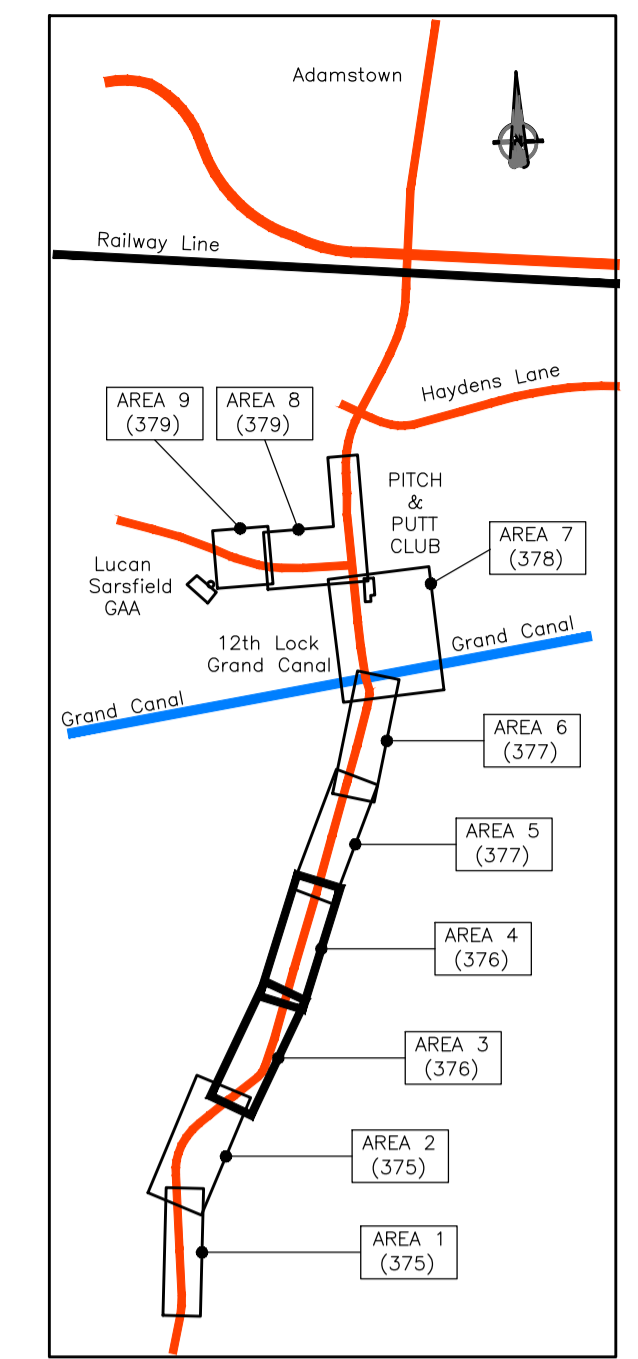 Adamstown
N
Railway Line
Haydens Lane
AREA 9
(379)
AREA 8
(379)
PITCH
&
PUTT
CLUB
AREA 7
(378)
Lucan
Sarsfield
GAA
12th Lock
Grand Canal
Grand Canal
Grand Canal
AREA 6
(377)
AREA 5
(377)
AREA 4
(376)
AREA 3
(376)
AREA 2
(375)
AREA 1
(375)